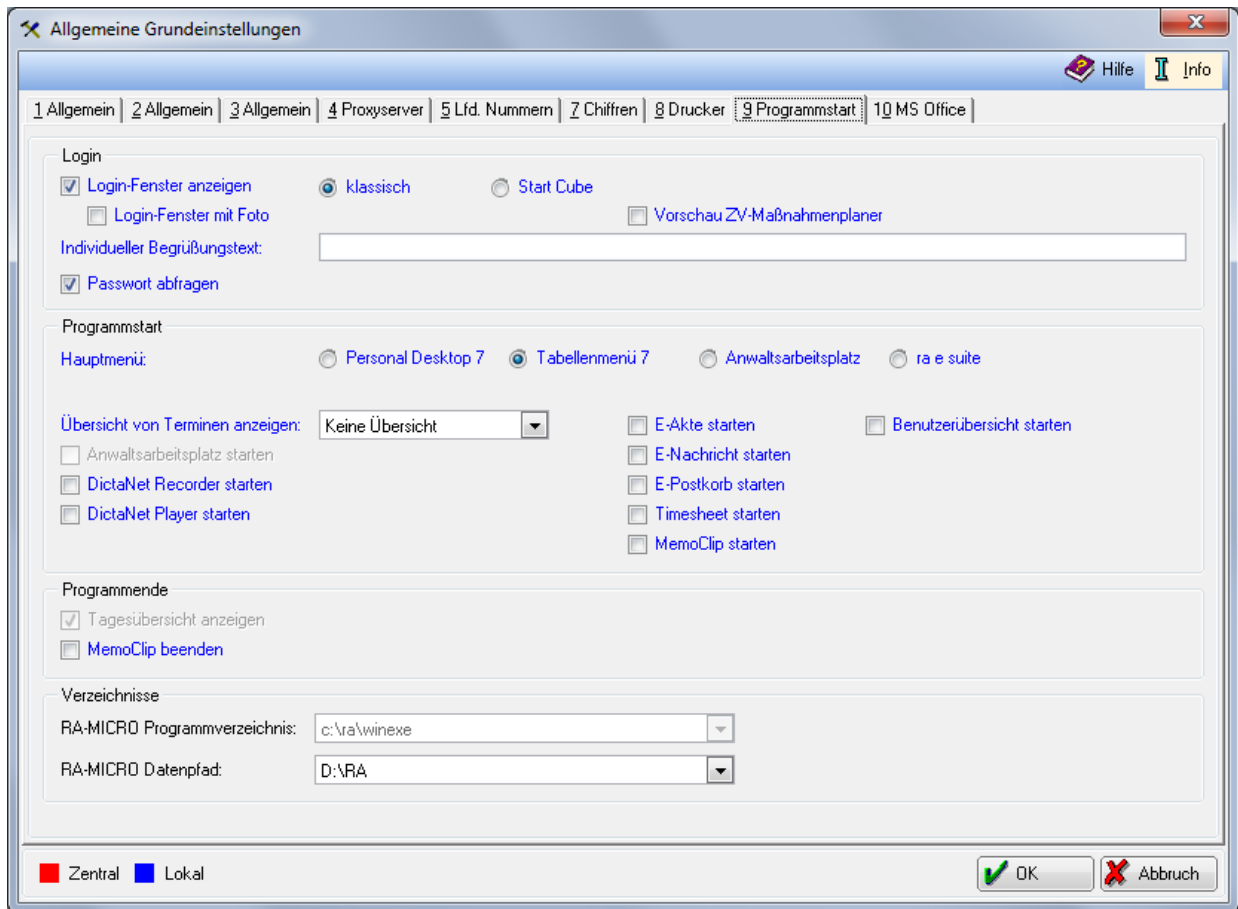 Allgemeine Grundeinstellungen
Hilfe Info
1 Allgemein 2 Allgemein 3 Allgemein 4 Proxyserver 5 Lfd. Nummern 7 Chiffren 8 Drucker 9 Programmstart 10 MS Office
Login
Login-Fenster anzeigen klassisch Start Cube
Login-Fenster mit Foto Vorschau ZV-Maßnahmenplaner
Individueller Begrüßungstext:
Passwort abfragen
Programmstart
Hauptmenü: Personal Desktop 7 Tabellenmenü 7 Anwaltsarbeitsplatz ra e suite
Übersicht von Terminen anzeigen: Keine Übersicht E-Akte starten Benutzerübersicht starten
Anwaltsarbeitsplatz starten E-Nachricht starten
DictaNet Recorder starten E-Postkorb starten
DictaNet Player starten Timesheet starten
MemoClip starten
Programmende
Tagesübersicht anzeigen
MemoClip beenden
Verzeichnisse
RA-MICRO Programmverzeichnis: c:\ra\winexe
RA-MICRO Datenpfad: D:\RA
Zentral Lokal OK Abbruch